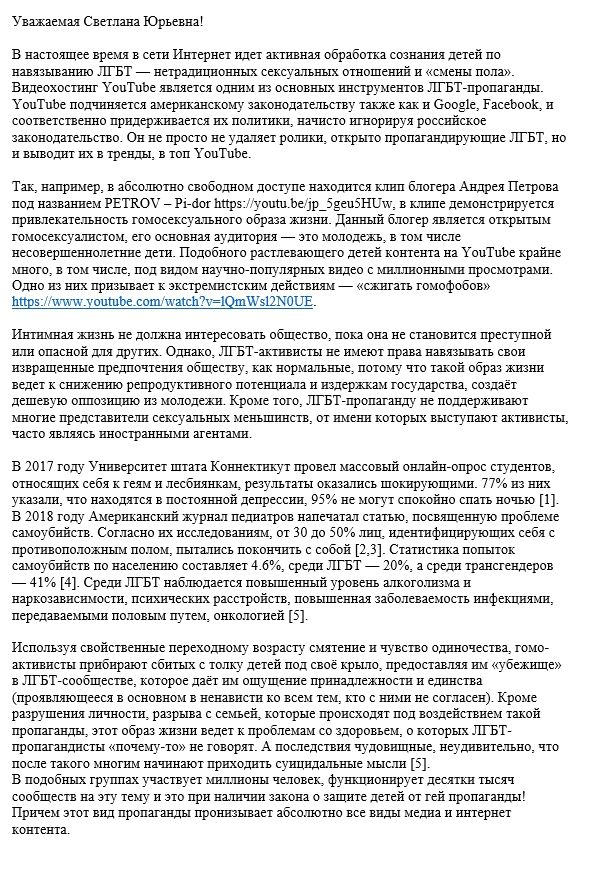 Уважаемая Светлана Юрьевна!
В настоящее время в сети Интернет идет активная обработка сознания детей по
навязыванию ЛГБТ — нетрадиционных сексуальных отношений и «смены пола».
Видеохостинг YouTube является одним из основных инструментов ЛГБТ-пропаганды.
YouTube подчиняется американскому законодательству также как и Google, Facebook, и
соответственно придерживается их политики, начисто игнорируя российское
законодательство. Он не просто не удаляет ролики, открыто пропагандирующие ЛГБТ, но
и выводит их в тренды, в топ YouTube.
Так, например, в абсолютно свободном доступе находится клип блогера Андрея Петрова
под названием PETROV – Pi-dor https://youtu.be/jp_5geu5HUw, в клипе демонстрируется
привлекательность гомосексуального образа жизни. Данный блогер является открытым
гомосексуалистом, его основная аудитория — это молодежь, в том числе
несовершеннолетние дети. Подобного растлевающего детей контента на YouTube крайне
много, в том числе, под видом научно-популярных видео с миллионными просмотрами.
Одно из них призывает к экстремистским действиям — «сжигать гомофобов»
https://www.youtube.com/watch?v=lQmWsl2N0UE.
Интимная жизнь не должна интересовать общество, пока она не становится преступной
или опасной для других. Однако, ЛГБТ-активисты не имеют права навязывать свои
извращенные предпочтения обществу, как нормальные, потому что такой образ жизни
ведет к снижению репродуктивного потенциала и издержкам государства, создаёт
дешевую оппозицию из молодежи. Кроме того, ЛГБТ-пропаганду не поддерживают
многие представители сексуальных меньшинств, от имени которых выступают активисты,
часто являясь иностранными агентами.
В 2017 году Университет штата Коннектикут провел массовый онлайн-опрос студентов,
относящих себя к геям и лесбиянкам, результаты оказались шокирующими. 77% из них
указали, что находятся в постоянной депрессии, 95% не могут спокойно спать ночью [1].
В 2018 году Американский журнал педиатров напечатал статью, посвященную проблеме
самоубийств. Согласно их исследованиям, от 30 до 50% лиц, идентифицирующих себя с
противоположным полом, пытались покончить с собой [2,3]. Статистика попыток
самоубийств по населению составляет 4.6%, среди ЛГБТ — 20%, а среди трансгендеров
— 41% [4]. Среди ЛГБТ наблюдается повышенный уровень алкоголизма и
наркозависимости, психических расстройств, повышенная заболеваемость инфекциями,
передаваемыми половым путем, онкологией [5].
Используя свойственные переходному возрасту смятение и чувство одиночества, гомо-
активисты прибирают сбитых с толку детей под своё крыло, предоставляя им «убежище»
в ЛГБТ-сообществе, которое даёт им ощущение принадлежности и единства
(проявляющееся в основном в ненависти ко всем тем, кто с ними не согласен). Кроме
разрушения личности, разрыва с семьей, которые происходят под воздействием такой
пропаганды, этот образ жизни ведет к проблемам со здоровьем, о которых ЛГБТ-
пропагандисты «почему-то» не говорят. А последствия чудовищные, неудивительно, что
после такого многим начинают приходить суицидальные мысли [5].
В подобных группах участвует миллионы человек, функционирует десятки тысяч
сообществ на эту тему и это при наличии закона о защите детей от гей пропаганды!
Причем этот вид пропаганды пронизывает абсолютно все виды медиа и интернет
контента.